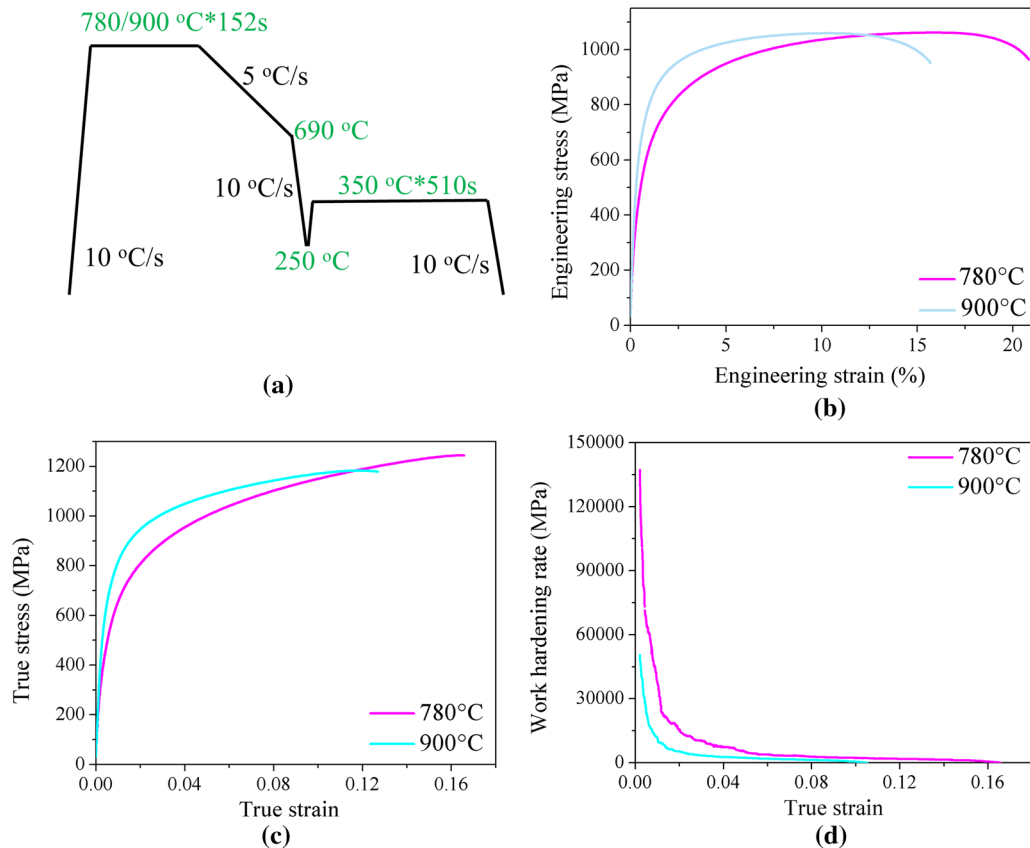 780/900 °C*152s
5 °C/s
690 °C
10 °C/s
350 °C*510s
10 °C/s
250 °C
10 °C/s
(a)
Engineering stress (MPa)
1000
800
600
400
200
0
0
5
10
15
20
780°C
900°C
Engineering strain (%)
(b)
True stress (MPa)
1200
1000
800
600
400
200
0
0.00
0.04
0.08
0.12
0.16
780°C
900°C
True strain
(c)
Work hardening rate (MPa)
150000
120000
90000
60000
30000
0
0.00
0.04
0.08
0.12
0.16
780°C
900°C
True strain
(d)